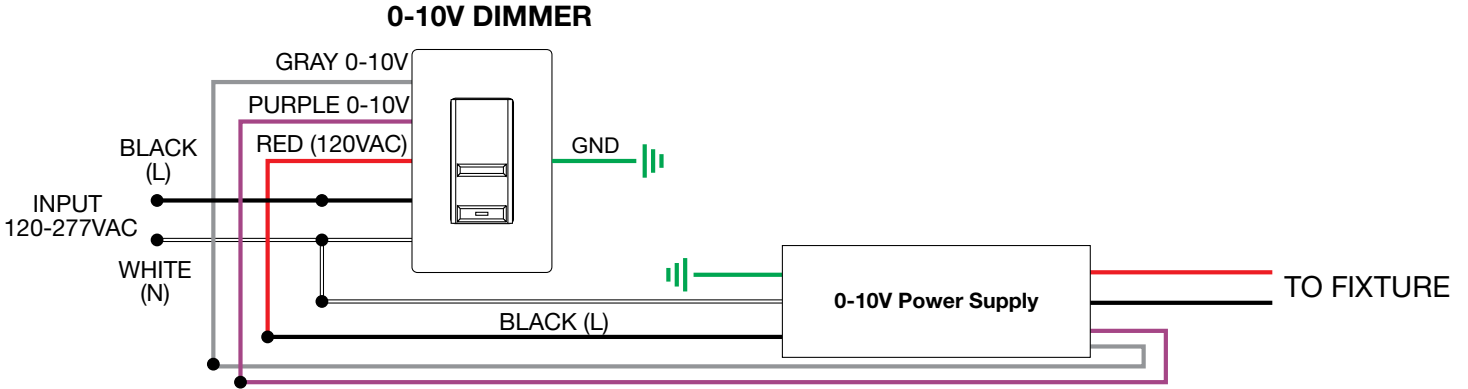 0-10V DIMMER
GRAY 0-10V
PURPLE 0-10V
RED (120VAC)
BLACK
(L)
INPUT
120-277VAC
WHITE
(N)
GND
0-10V Power Supply
TO FIXTURE
BLACK (L)